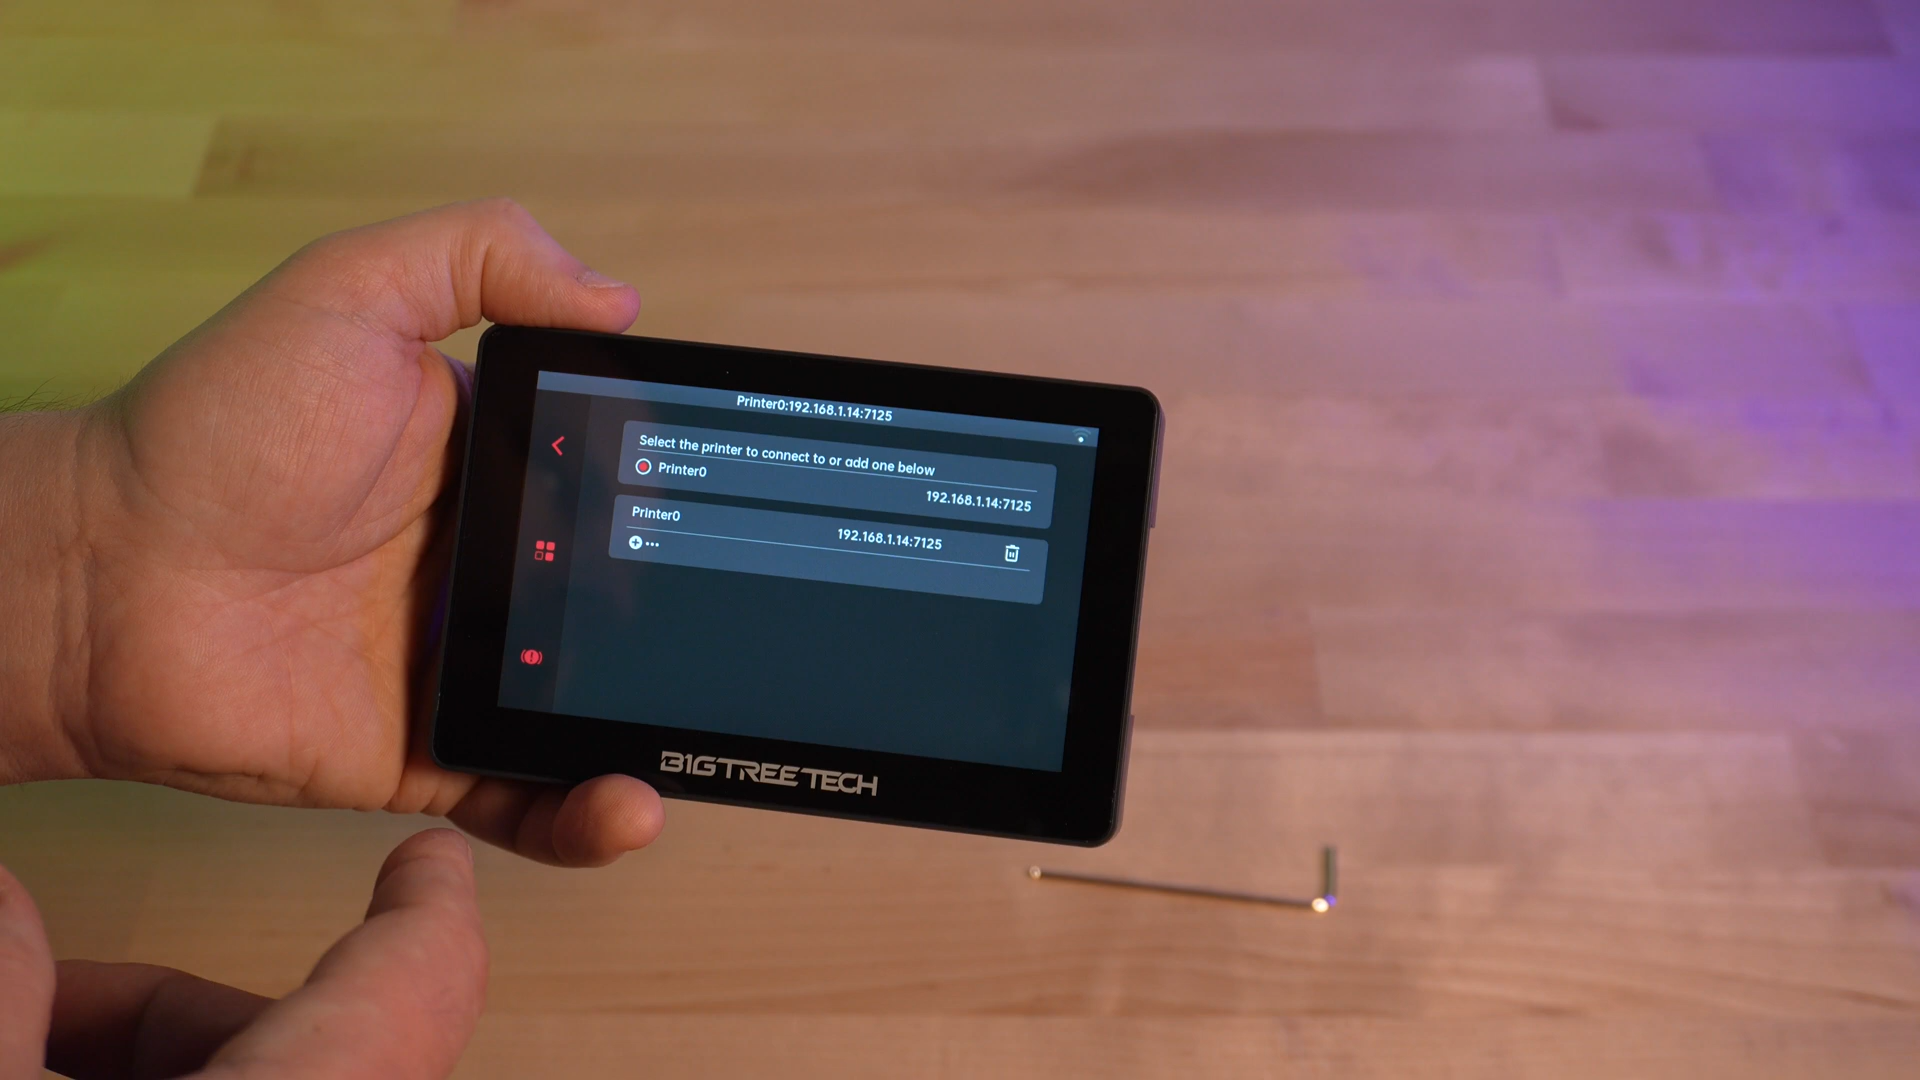 Printer0:192.168.1.14:7125
Select the printer to connect to or add one below
Printer0
192.168.1.14:7125
Printer0 192.168.1.14:7125
...
BIGTREETECH